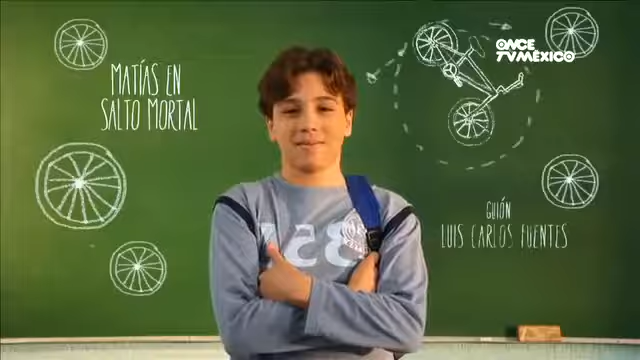 MATÍAS EN
SALTO MORTAL
ONCE
TV MÉXICO
GUIÓN
LUIS CARLOS FUENTES